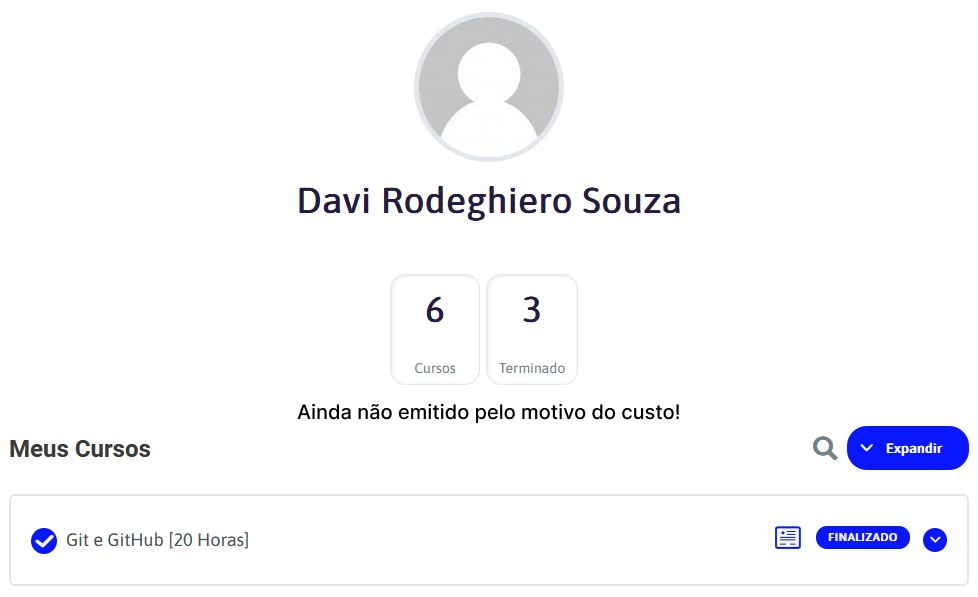 Davi Rodeghiero Souza
6
3
Cursos
Terminado
Ainda não emitido pelo motivo do custo!
Meus Cursos
Expandir
Git e GitHub [20 Horas]
FINALIZADO